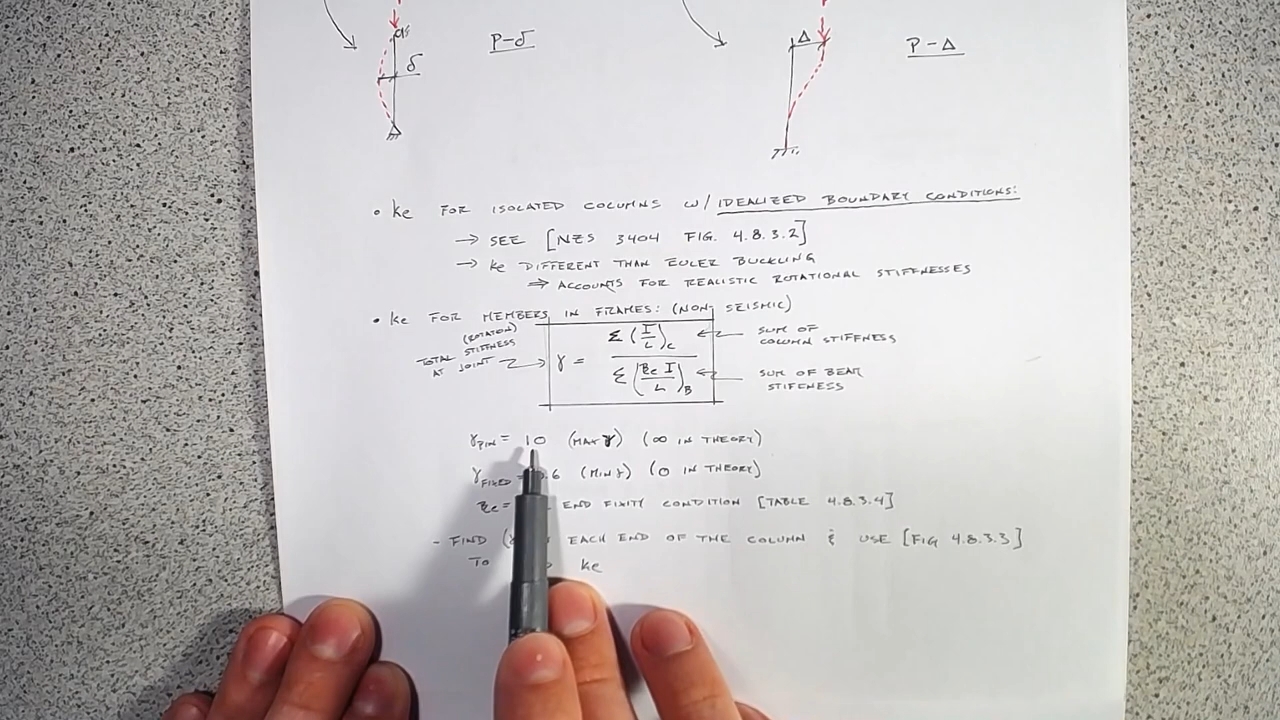 P-δ
δ
Δ
P-Δ
• ke FOR ISOLATED COLUMNS W/ IDEALIZED BOUNDARY CONDITIONS:
→ SEE [NZS 3404 FIG. 4.8.3.2]
→ ke DIFFERENT THAN EULER BUCKLING
⇒ ACCOUNTS FOR REALISTIC ROTATIONAL STIFFNESSES
• ke FOR MEMBERS IN FRAMES: (NON-SEISMIC)
(ROTATION)
TOTAL STIFFNESS
AT JOINT
γ = Σ(I/L)c / Σ(βe I/L)B
SUM OF
COLUMN STIFFNESS
SUM OF BEAM
STIFFNESS
γPIN = 10 (MAX γ) (∞ IN THEORY)
γFIXED = 0.6 (MIN γ) (0 IN THEORY)
βe = END FIXITY CONDITION [TABLE 4.8.3.4]
- FIND EACH END OF THE COLUMN & USE [FIG 4.8.3.3]
TO ke